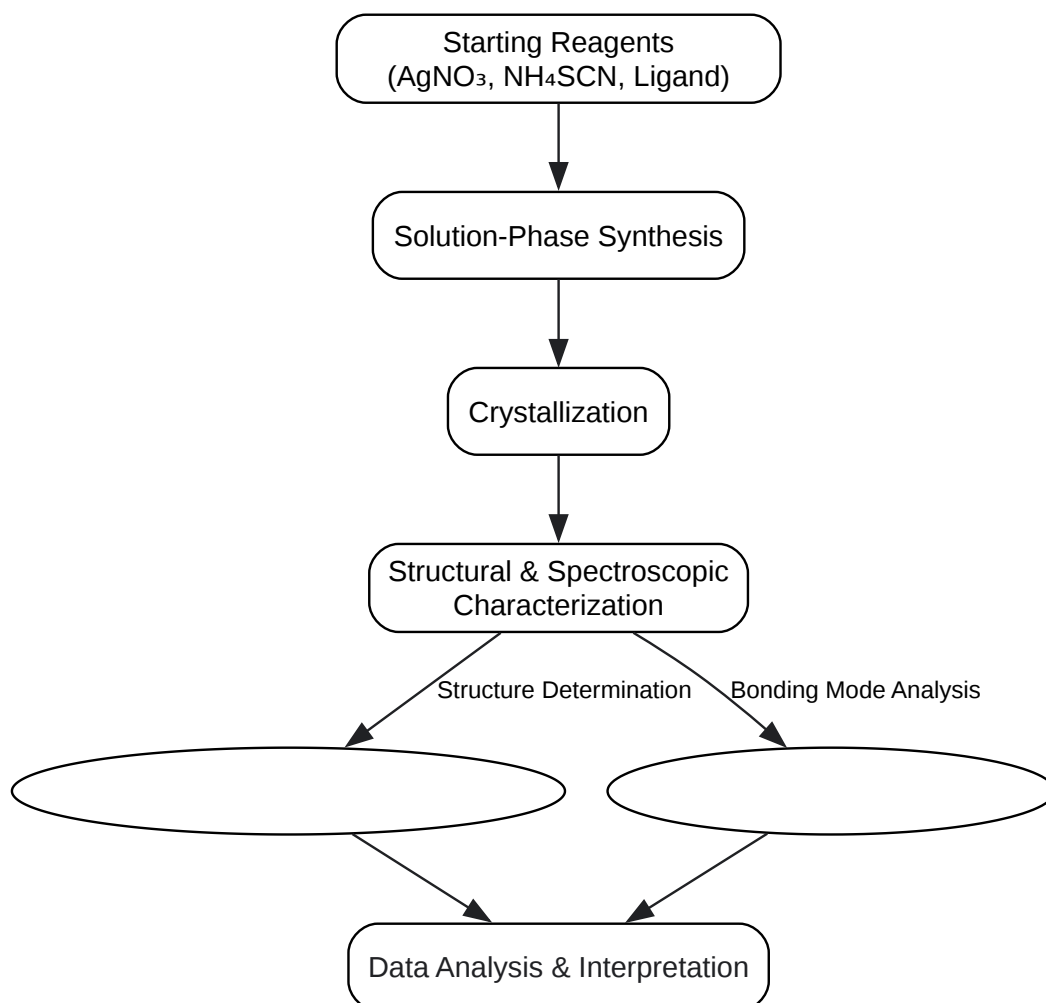 Starting Reagents
(AgNO₃, NH₄SCN, Ligand)
Solution-Phase Synthesis
Crystallization
Structural & Spectroscopic
Characterization
Structure Determination
Bonding Mode Analysis
Data Analysis & Interpretation